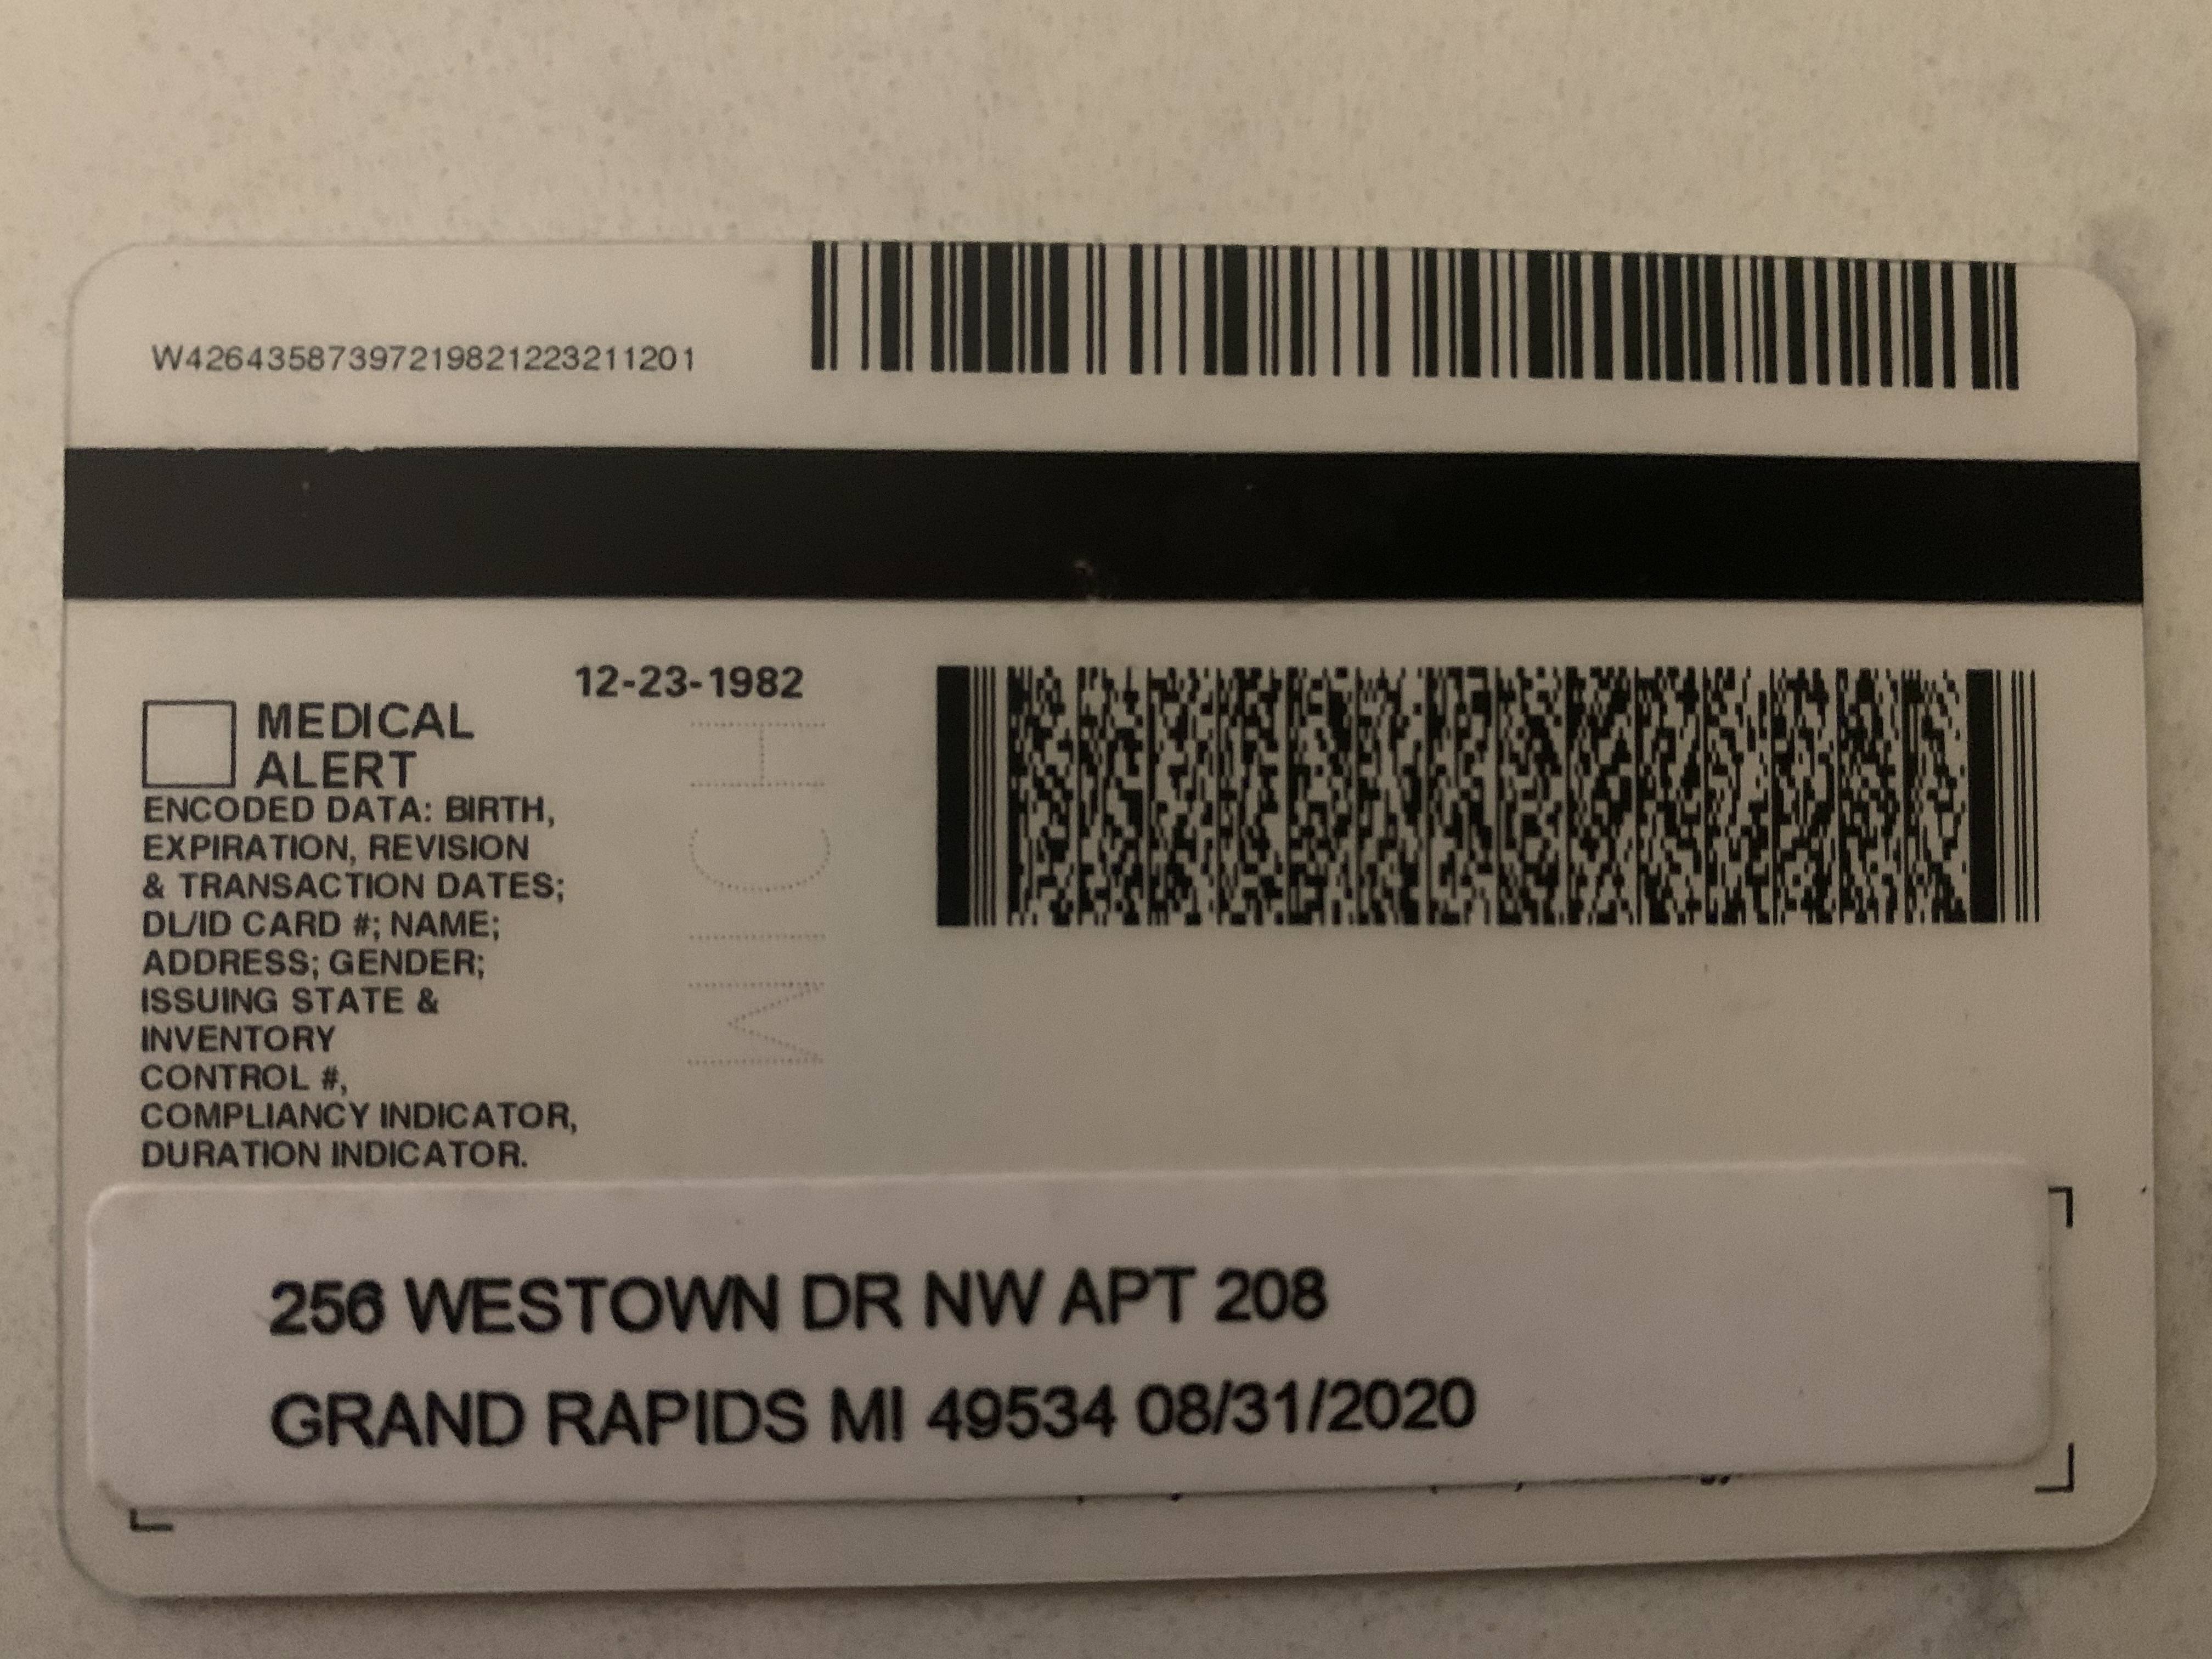 W426435873972198212232​11201
12-23-1982
MEDICAL
ALERT
ENCODED DATA: BIRTH,
EXPIRATION, REVISION
& TRANSACTION DATES;
DL/ID CARD #; NAME;
ADDRESS; GENDER;
ISSUING STATE &
INVENTORY
CONTROL #,
COMPLIANCY INDICATOR,
DURATION INDICATOR.
MICH
256 WESTOWN DR NW APT 208
GRAND RAPIDS MI 49534 08/31/2020